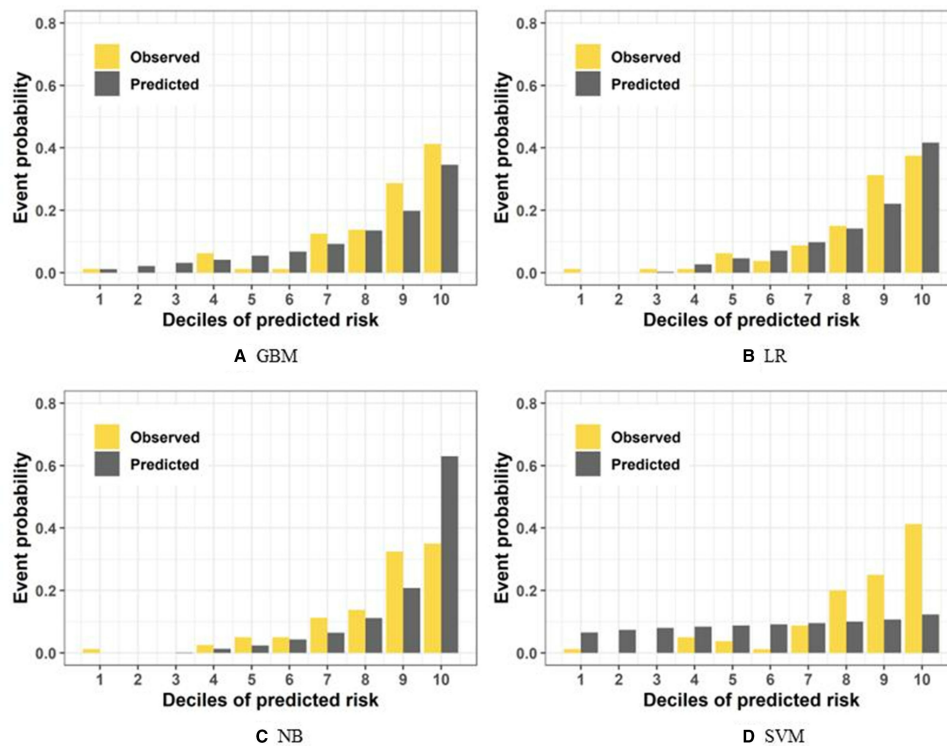 0.8
0.6
0.4
0.2
0.0
Event probability
Observed
Predicted
1 2 3 4 5 6 7 8 9 10
Deciles of predicted risk
A GBM
0.8
0.6
0.4
0.2
0.0
Event probability
Observed
Predicted
1 2 3 4 5 6 7 8 9 10
Deciles of predicted risk
B LR
0.8
0.6
0.4
0.2
0.0
Event probability
Observed
Predicted
1 2 3 4 5 6 7 8 9 10
Deciles of predicted risk
C NB
0.8
0.6
0.4
0.2
0.0
Event probability
Observed
Predicted
1 2 3 4 5 6 7 8 9 10
Deciles of predicted risk
D SVM